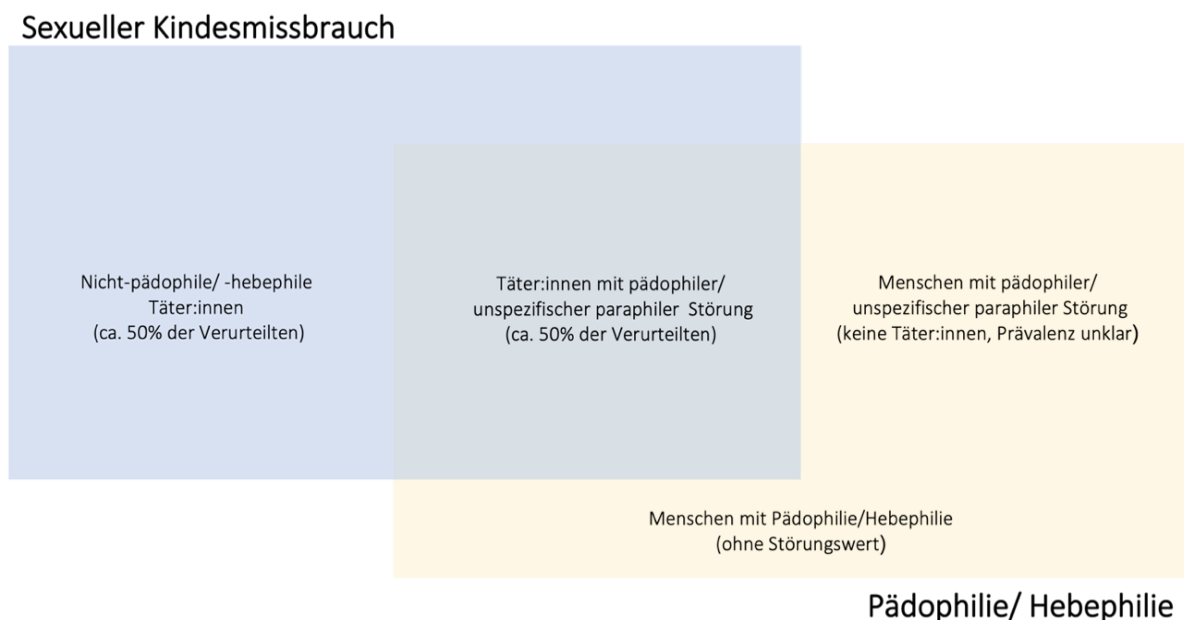 Sexueller Kindesmissbrauch
Nicht-pädophile/ -hebephile
Täter:innen
(ca. 50% der Verurteilten)
Täter:innen mit pädophiler/
unspezifischer paraphiler Störung
(ca. 50% der Verurteilten)
Menschen mit pädophiler/
unspezifischer paraphiler Störung
(keine Täter:innen, Prävalenz unklar)
Menschen mit Pädophilie/Hebephilie
(ohne Störungswert)
Pädophilie/ Hebephilie